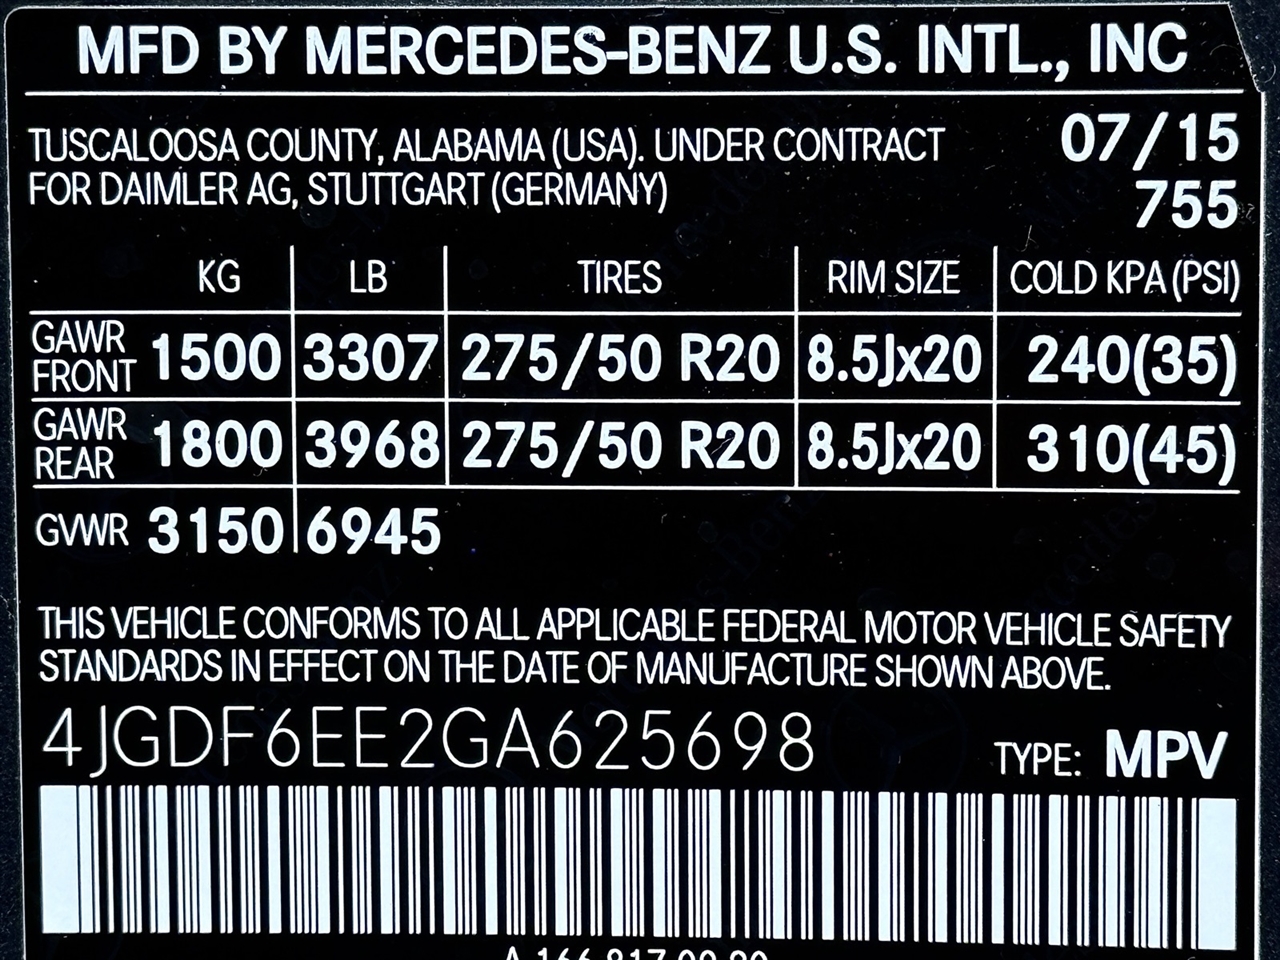 MFD BY MERCEDES-BENZ U.S. INTL., INC
TUSCALOOSA COUNTY, ALABAMA (USA). UNDER CONTRACT 07/15
FOR DAIMLER AG, STUTTGART (GERMANY) 755
KG LB TIRES RIM SIZE COLD KPA (PSI)
GAWR FRONT 1500 3307 275/50 R20 8.5Jx20 240(35)
GAWR REAR 1800 3968 275/50 R20 8.5Jx20 310(45)
GVWR 3150 6945
THIS VEHICLE CONFORMS TO ALL APPLICABLE FEDERAL MOTOR VEHICLE SAFETY
STANDARDS IN EFFECT ON THE DATE OF MANUFACTURE SHOWN ABOVE.
4JGDF6EE2GA625698 TYPE: MPV